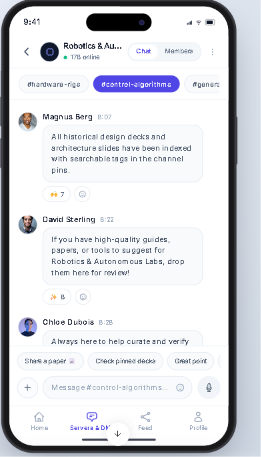 9:41
Robotics & Au...
178 online
Chat
Members
#hardware-rigs
#control-algorithms
#genera
Magnus Berg 8:07
All historical design decks and
architecture slides have been indexed
with searchable tags in the channel
pins.
🙌 7
David Sterling 8:22
If you have high-quality guides,
papers, or tools to suggest for
Robotics & Autonomous Labs, drop
them here for review!
✨ 8
Chloe Dubois 8:28
Always here to help curate and verify
Share a paper
Check pinned decks
Great point
Message #control-algorithms...
Home
Servers & DM
Feed
Profile